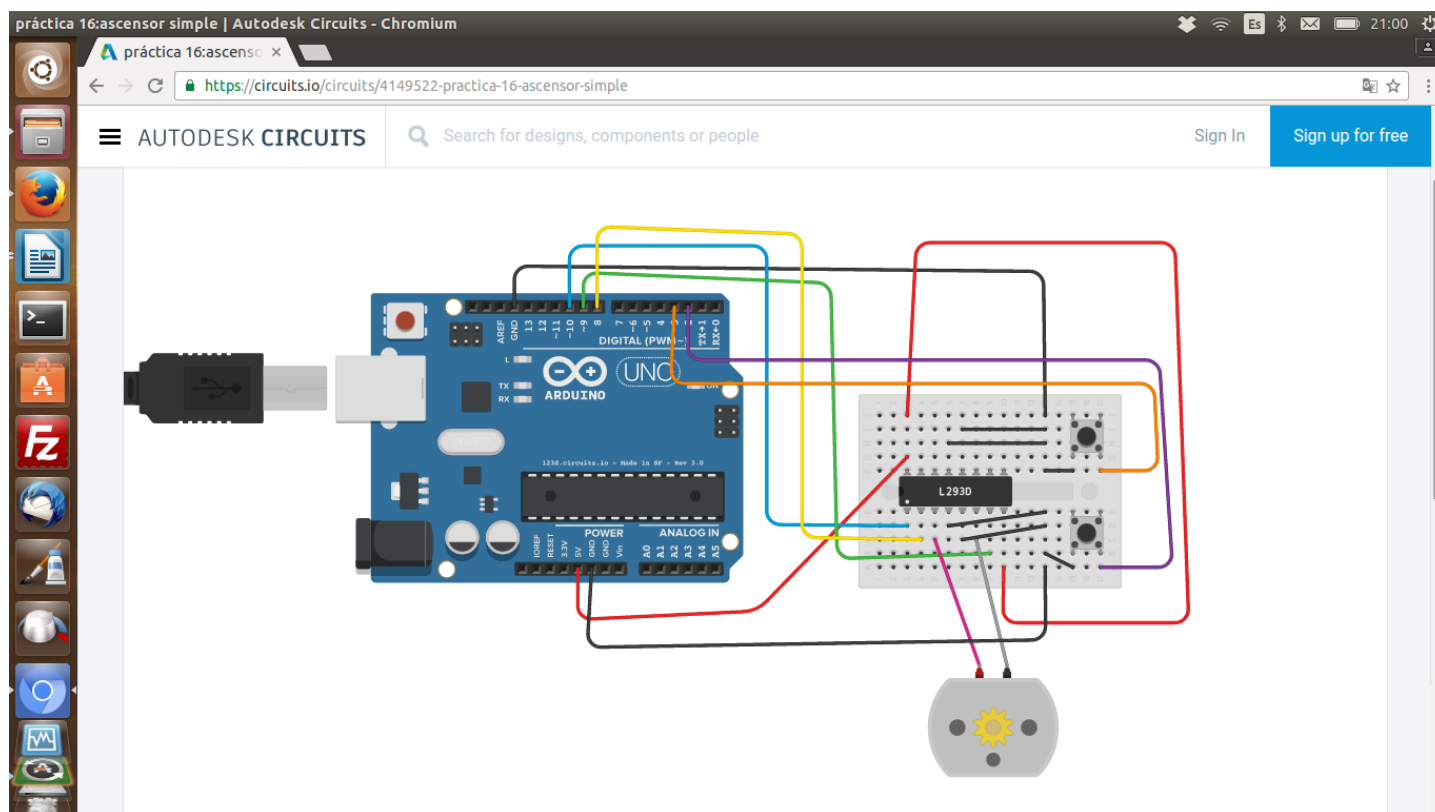 práctica 16:ascensor simple | Autodesk Circuits - Chromium
Es
21:00
práctica 16:ascenso
https://circuits.io/circuits/4149522-practica-16-ascensor-simple
AUTODESK CIRCUITS
Search for designs, components or people
Sign In
Sign up for free
AREF
GND
13
12
~11
~10
~9
8
7
~6
~5
4
TX→1
RX←0
DIGITAL (PWM~)
L
TX
RX
ARDUINO
UNO
ON
123d.circuits.io - Made in RF - Rev 3.0
L293D
POWER
ANALOG IN
IOREF
RESET
3.3V
5V
GND
GND
Vin
A0
A1
A2
A3
A4
A5
>_
A
Fz